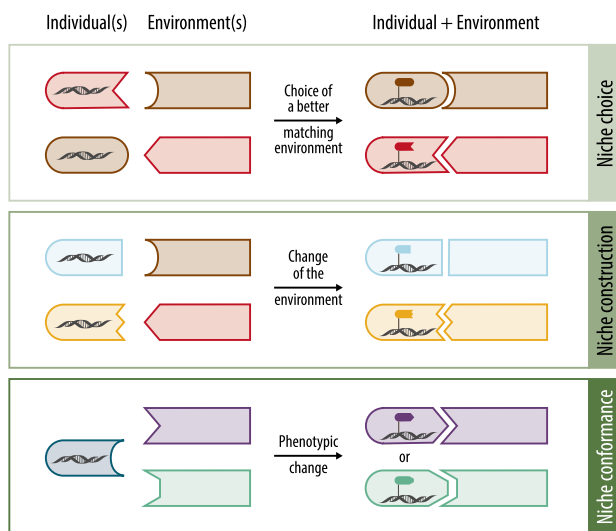 Individual(s)
Environment(s)
Individual + Environment
Choice of
a better
matching
environment
Niche choice
Change
of the
environment
Niche construction
Phenotypic
change
or
Niche conformance